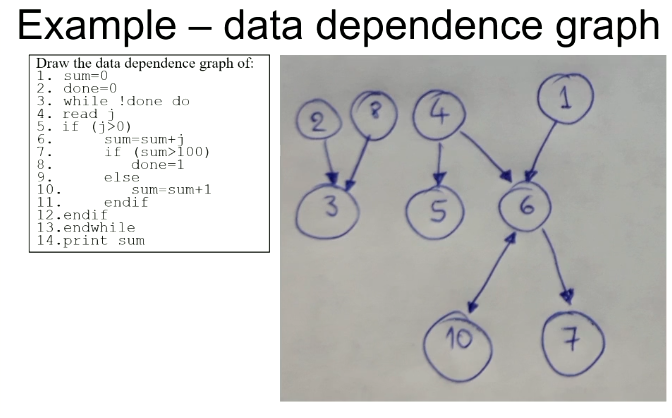 Example – data dependence graph
Draw the data dependence graph of:
1. sum=0
2. done=0
3. while !done do
4. read j
5. if (j>0)
6. sum=sum+j
7. if (sum>100)
8. done=1
9. else
10. sum=sum+1
11. endif
12.endif
13.endwhile
14.print sum
2 8 4 1
3 5 6
10 7